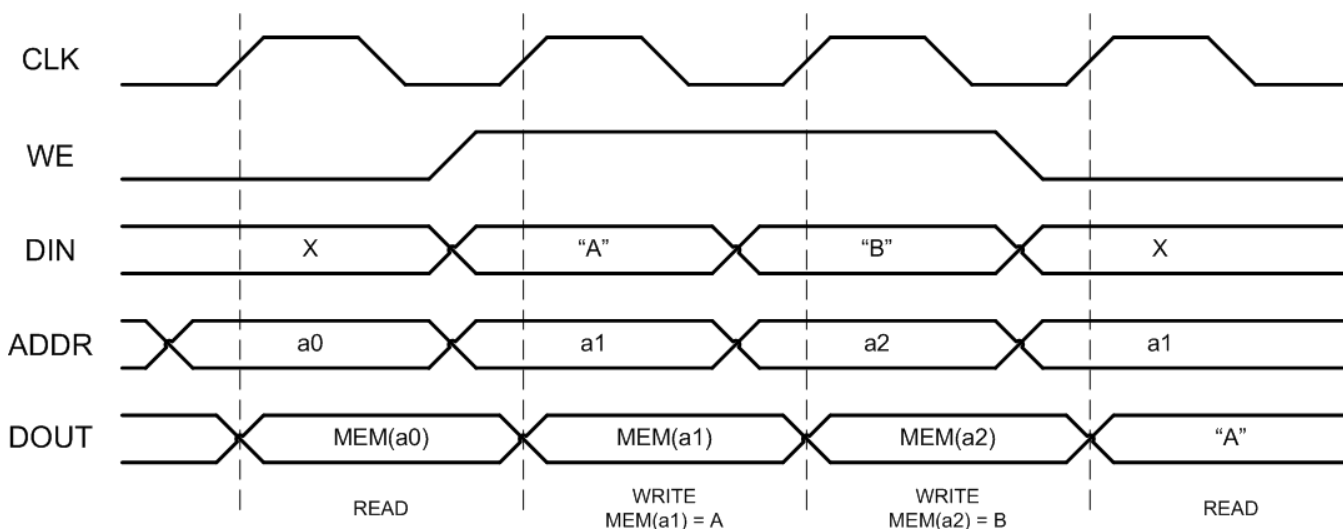 CLK
WE
DIN X “A” “B” X
ADDR a0 a1 a2 a1
DOUT MEM(a0) MEM(a1) MEM(a2) “A”
READ WRITE WRITE READ
MEM(a1) = A MEM(a2) = B